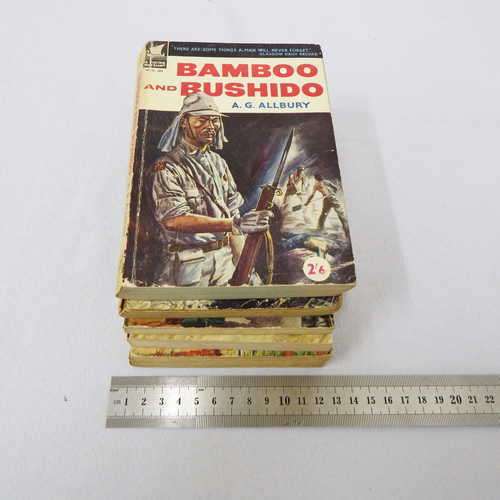 "THERE ARE SOME THINGS A MAN WILL NEVER FORGET."
GLASGOW DAILY RECORD
BAMBOO
AND BUSHIDO
A. G. ALLBURY
2'6
1 2 3 4 5 6 7 8 9 10 11 12 13 14 15 16 17 18 19 20 21 22